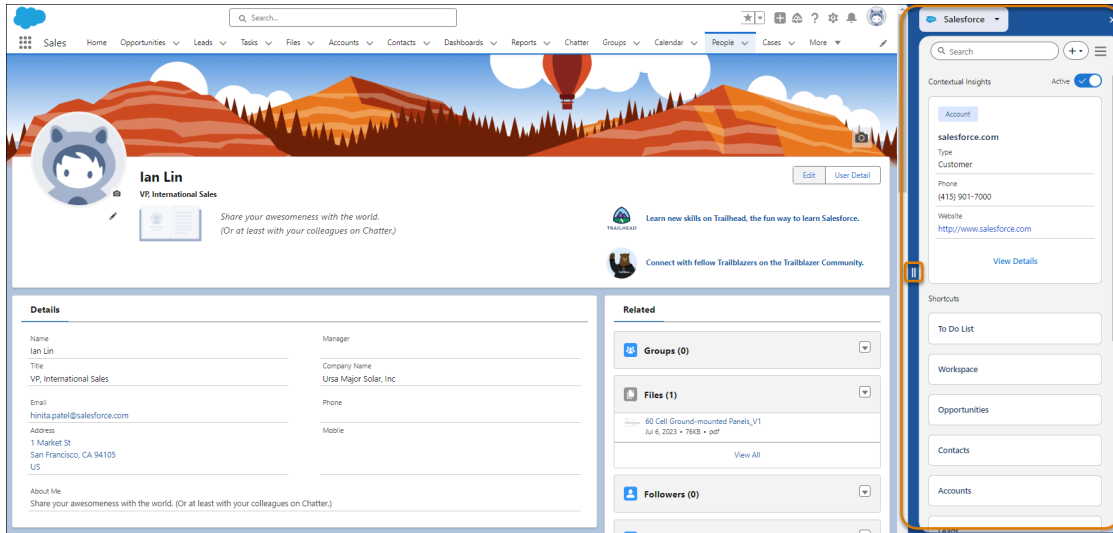 Search...
Sales Home Opportunities Leads Tasks Files Accounts Contacts Dashboards Reports Chatter Groups Calendar People Cases More
Ian Lin
VP, International Sales
Edit User Detail
Share your awesomeness with the world.
(Or at least with your colleagues on Chatter.)
TRAILHEAD
Learn new skills on Trailhead, the fun way to learn Salesforce.
Connect with fellow Trailblazers on the Trailblazer Community.
Details
Name
Ian Lin
Manager
Title
VP, International Sales
Company Name
Ursa Major Solar, Inc
Email
hinita.patel@salesforce.com
Phone
Address
1 Market St
San Francisco, CA 94105
US
Mobile
About Me
Share your awesomeness with the world. (Or at least with your colleagues on Chatter.)
Related
Groups (0)
Files (1)
60 Cell Ground-mounted Panels_V1
Jul 6, 2023 • 76KB • pdf
View All
Followers (0)
Salesforce
Search
Contextual Insights Active
Account
salesforce.com
Type
Customer
Phone
(415) 901-7000
Website
http://www.salesforce.com
View Details
Shortcuts
To Do List
Workspace
Opportunities
Contacts
Accounts
Leads